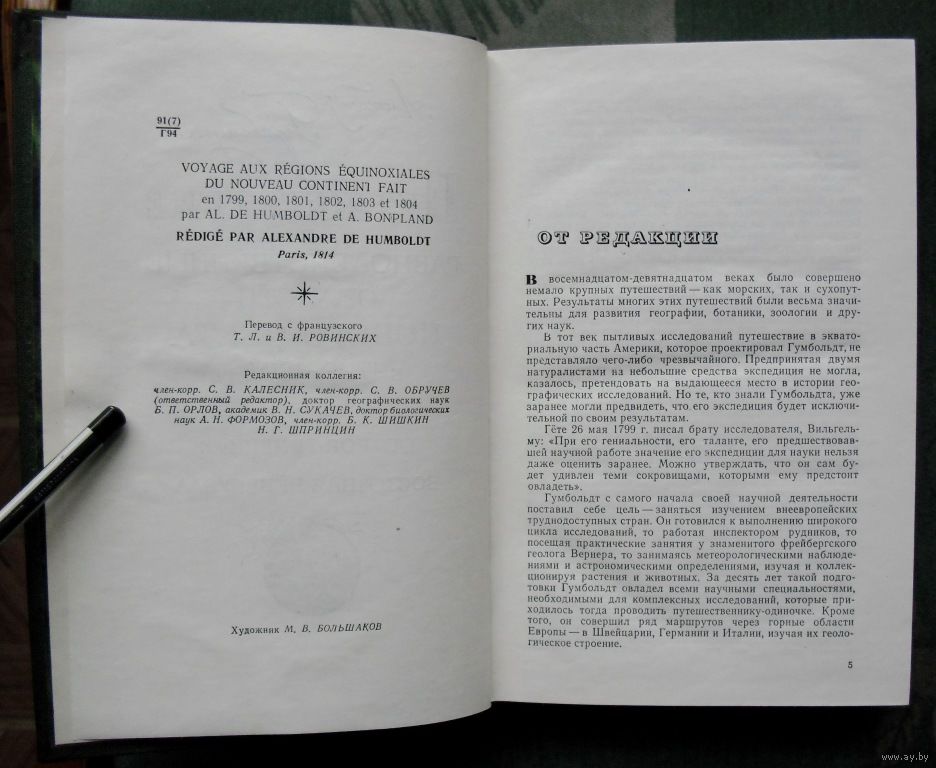 91(7)
Г94
VOYAGE AUX RÉGIONS ÉQUINOXIALES
DU NOUVEAU CONTINENT FAIT
en 1799, 1800, 1801, 1802, 1803 et 1804
par AL. DE HUMBOLDT et A. BONPLAND
RÉDIGÉ PAR ALEXANDRE DE HUMBOLDT
Paris, 1814
Перевод с французского
Т. Л. и В. И. РОВИНСКИХ
Редакционная коллегия:
член-корр. С. В. КАЛЕСНИК, член-корр. С. В. ОБРУЧЕВ
(ответственный редактор), доктор географических наук
Б. П. ОРЛОВ, академик В. Н. СУКАЧЕВ, доктор биологических
наук А. Н. ФОРМОЗОВ, член-корр. Б. К. ШИШКИН
Н. Г. ШПРИНЦИН
Художник М. В. БОЛЬШАКОВ
ОТ РЕДАКЦИИ
В восемнадцатом-девятнадцатом веках было совершено
немало крупных путешествий — как морских, так и сухопут-
ных. Результаты многих этих путешествий были весьма значи-
тельны для развития географии, ботаники, зоологии и дру-
гих наук.
В тот век пытливых исследований путешествие в эквато-
риальную часть Америки, которое проектировал Гумбольдт, не
представляло чего-либо чрезвычайного. Предпринятая двумя
натуралистами на небольшие средства экспедиция не могла,
казалось, претендовать на выдающееся место в истории гео-
графических исследований. Но те, кто знали Гумбольдта, уже
заранее могли предвидеть, что его экспедиция будет исключи-
тельной по своим результатам.
Гёте 26 мая 1799 г. писал брату исследователя, Вильгель-
му: «При его гениальности, его таланте, его предшествовав-
шей научной работе значение его экспедиции для науки нельзя
даже оценить заранее. Можно утверждать, что он сам бу-
дет удивлен теми сокровищами, которыми ему предстоит
овладеть».
Гумбольдт с самого начала своей научной деятельности
поставил себе цель — заняться изучением внеевропейских
труднодоступных стран. Он готовился к выполнению широкого
цикла исследований, то работая инспектором рудников, то
посещая практические занятия у знаменитого фрейбергского
геолога Вернера, то занимаясь метеорологическими наблюде-
ниями и астрономическими определениями, изучая и коллек-
ционируя растения и животных. За десять лет такой подго-
товки Гумбольдт овладел всеми научными специальностями,
необходимыми для комплексных исследований, которые при-
ходилось тогда проводить путешественнику-одиночке. Кроме
того, он совершил ряд маршрутов через горные области
Европы — в Швейцарии, Германии и Италии, изучая их геоло-
гическое строение.
5
www.ay.by